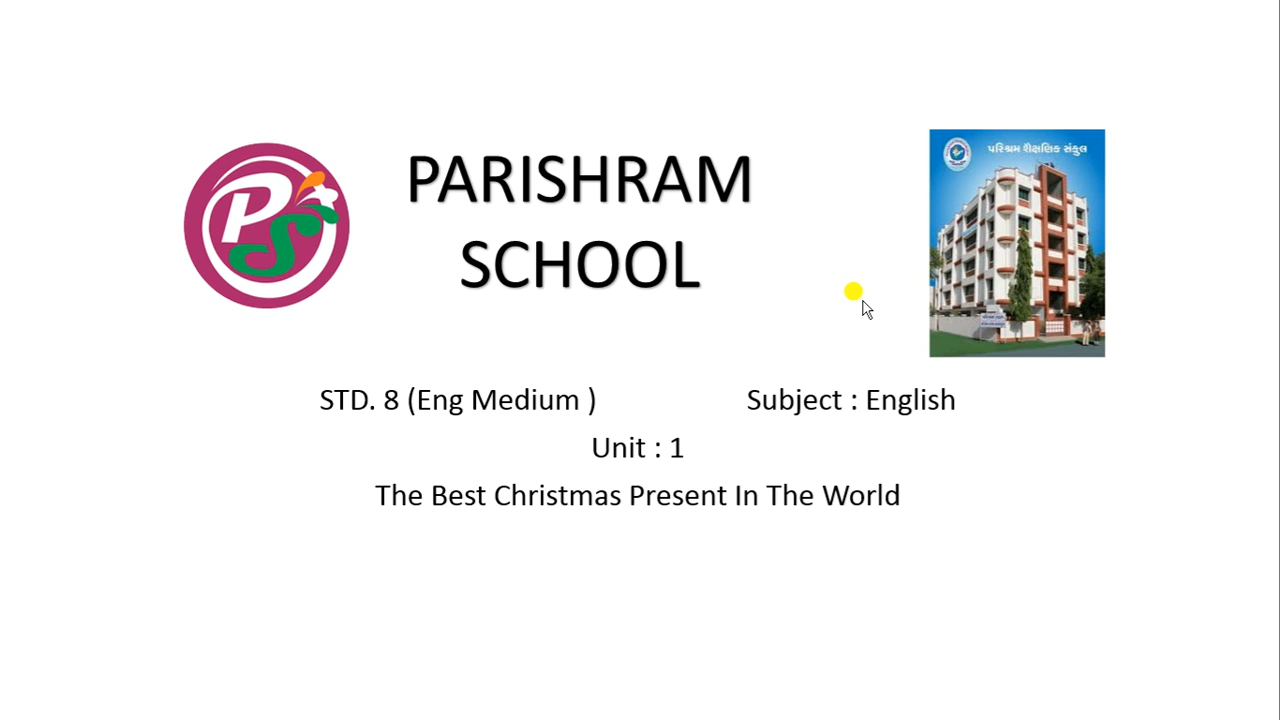 PARISHRAM
SCHOOL
PS
પરિશ્રમ શૈક્ષણિક સંકુલ
STD. 8 (Eng Medium )
Subject : English
Unit : 1
The Best Christmas Present In The World